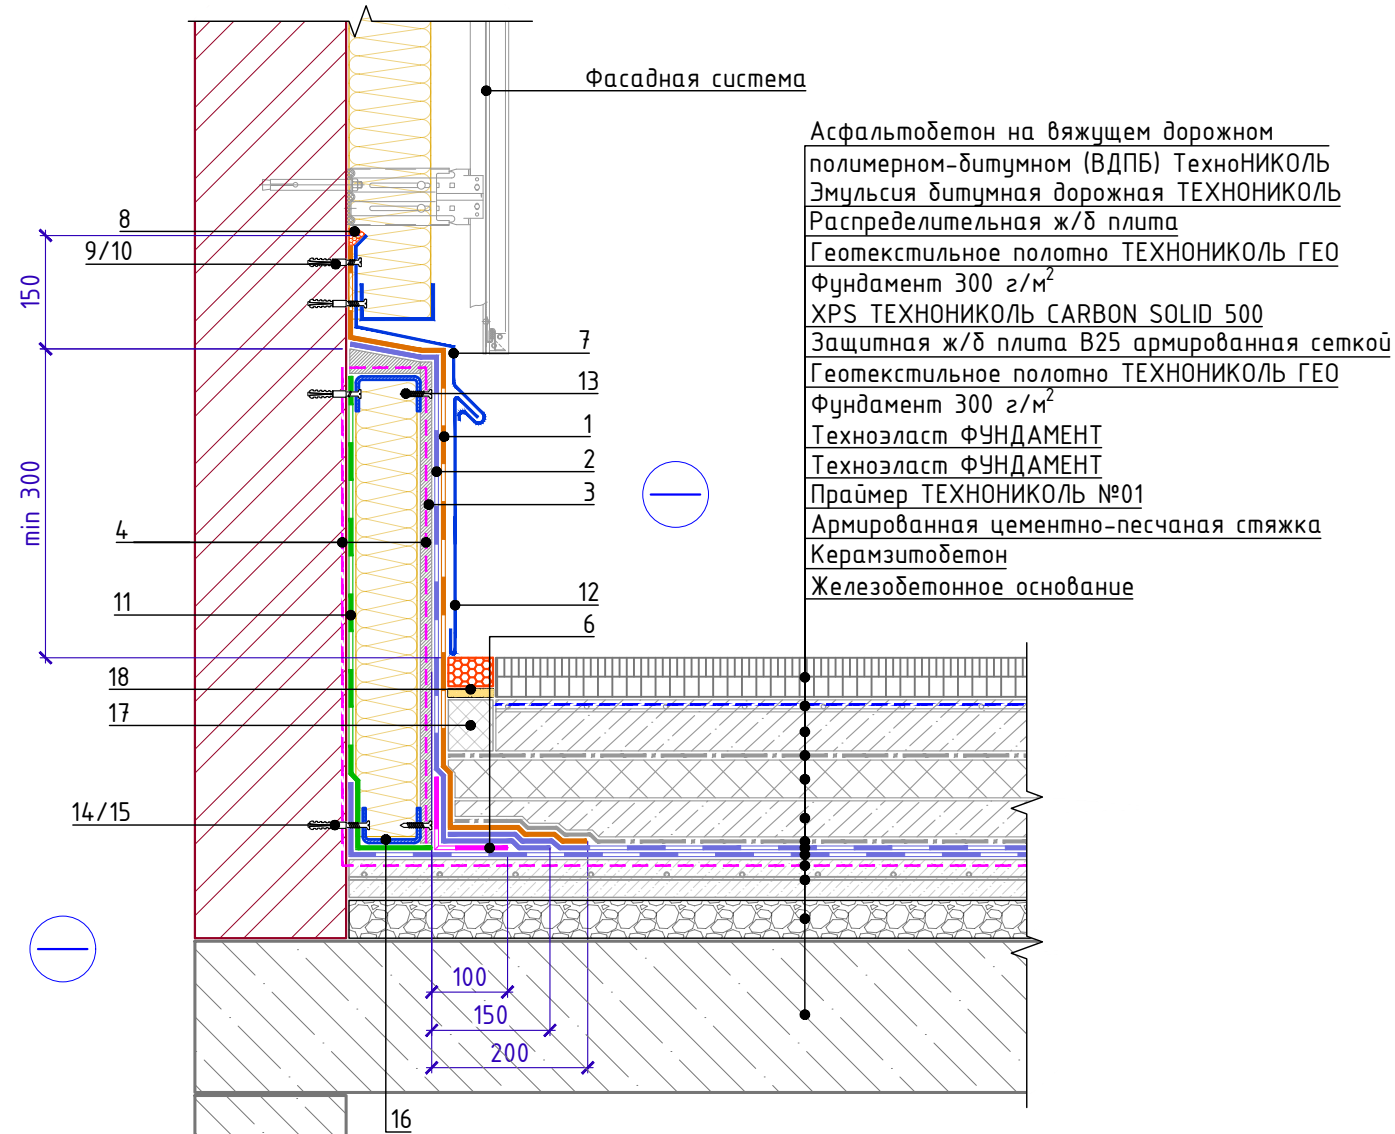 Фасадная система
Асфальтобетон на вяжущем дорожном
полимерном-битумном (ВДПБ) ТехноНИКОЛЬ
Эмульсия битумная дорожная ТЕХНОНИКОЛЬ
Распределительная ж/б плита
Геотекстильное полотно ТЕХНОНИКОЛЬ ГЕО
Фундамент 300 г/м²
XPS ТЕХНОНИКОЛЬ CARBON SOLID 500
Защитная ж/б плита В25 армированная сеткой
Геотекстильное полотно ТЕХНОНИКОЛЬ ГЕО
Фундамент 300 г/м²
Техноэласт ФУНДАМЕНТ
Техноэласт ФУНДАМЕНТ
Праймер ТЕХНОНИКОЛЬ №01
Армированная цементно-песчаная стяжка
Керамзитобетон
Железобетонное основание
8
9/10
150
7
13
1
2
3
min 300
4
11
12
6
18
17
14/15
100
150
200
16